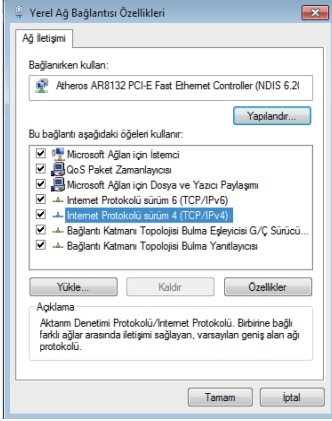 Yerel Ağ Bağlantısı Özellikleri
Ağ İletişimi
Bağlanırken kullan:
Atheros AR8132 PCI-E Fast Ethernet Controller (NDIS 6.2(
Yapılandır...
Bu bağlantı aşağıdaki öğeleri kullanır:
Microsoft Ağları için İstemci
QoS Paket Zamanlayıcısı
Microsoft Ağları için Dosya ve Yazıcı Paylaşımı
Internet Protokolü sürüm 6 (TCP/IPv6)
Internet Protokolü sürüm 4 (TCP/IPv4)
Bağlantı Katmanı Topolojisi Bulma Eşleyicisi G/Ç Sürücü...
Bağlantı Katmanı Topolojisi Bulma Yanıtlayıcısı
Yükle...
Kaldır
Özellikler
Açıklama
Aktarım Denetimi Protokolü/Internet Protokolü. Birbirine bağlı
farklı ağlar arasında iletişimi sağlayan, varsayılan geniş alan ağı
protokolü.
Tamam
İptal